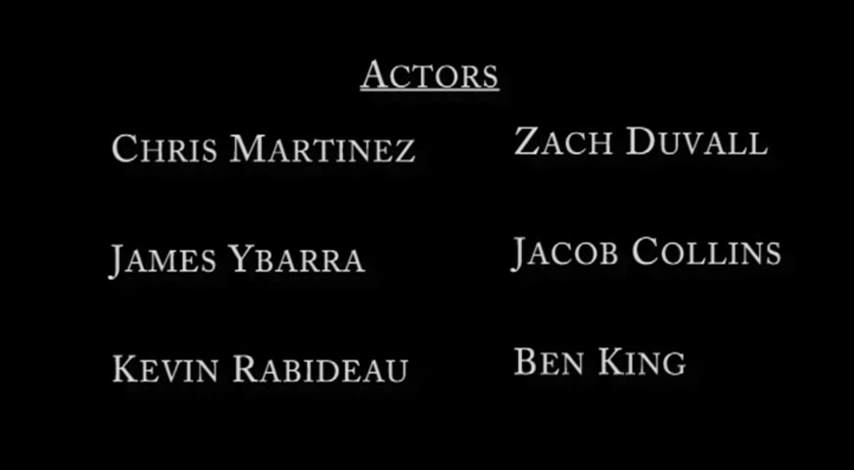 ACTORS
CHRIS MARTINEZ
ZACH DUVALL
JAMES YBARRA
JACOB COLLINS
KEVIN RABIDEAU
BEN KING